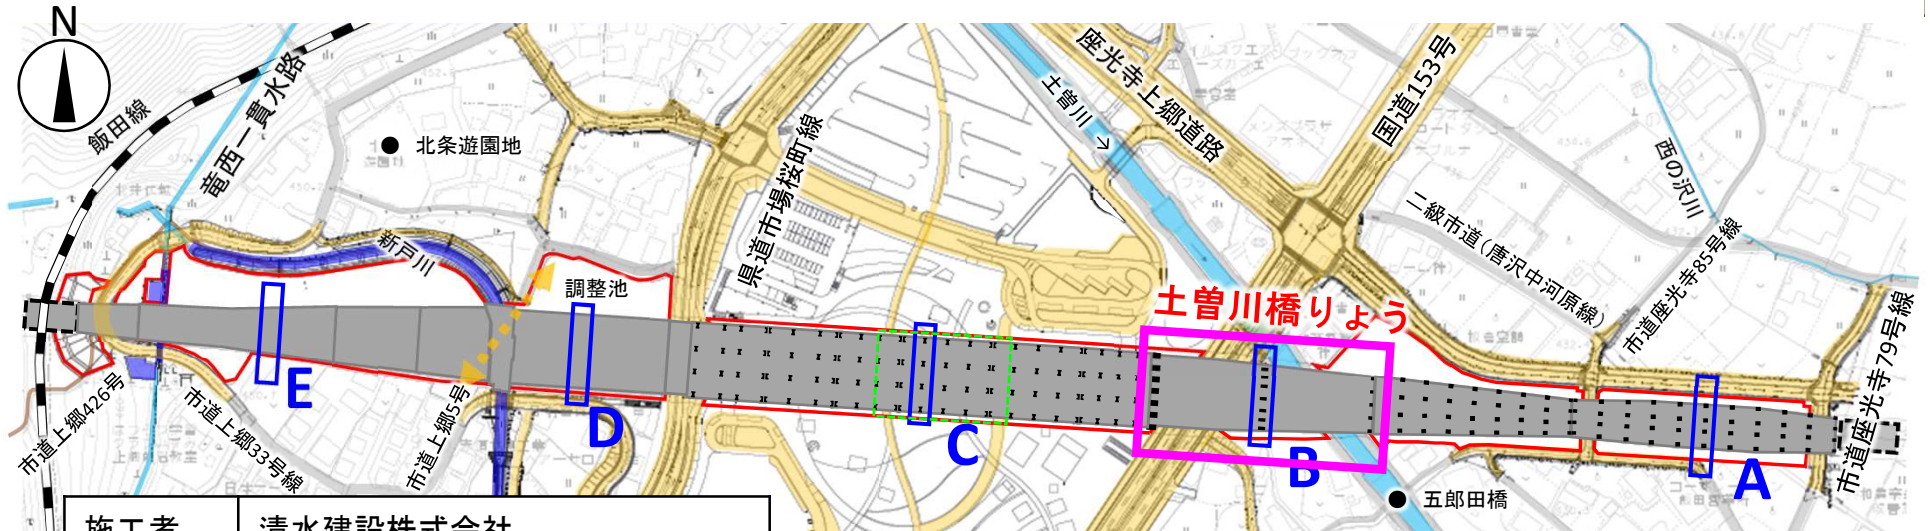 N
飯田線
竜西一貫水路
北条遊園地
新戸川
調整池
県道市場桜町線
土曽川→
座光寺上郷道路
国道153号
西の沢川
二級市道(唐沢中河原線)
市道座光寺85号線
市道座光寺79号線
土曽川橋りょう
E
D
C
B
A
市道上郷426号
市道上郷33号線
市道上郷5号
五郎田橋
施工者
清水建設株式会社